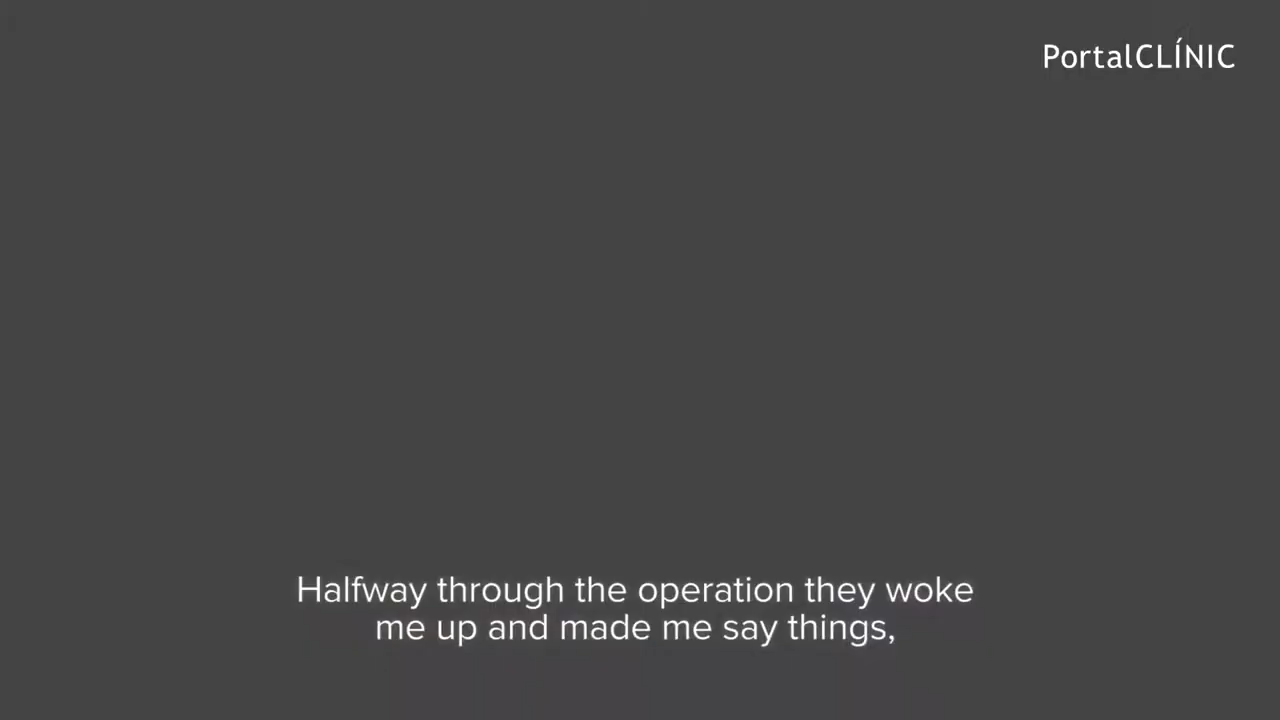 PortalCLÍNIC
Halfway through the operation they woke
me up and made me say things,